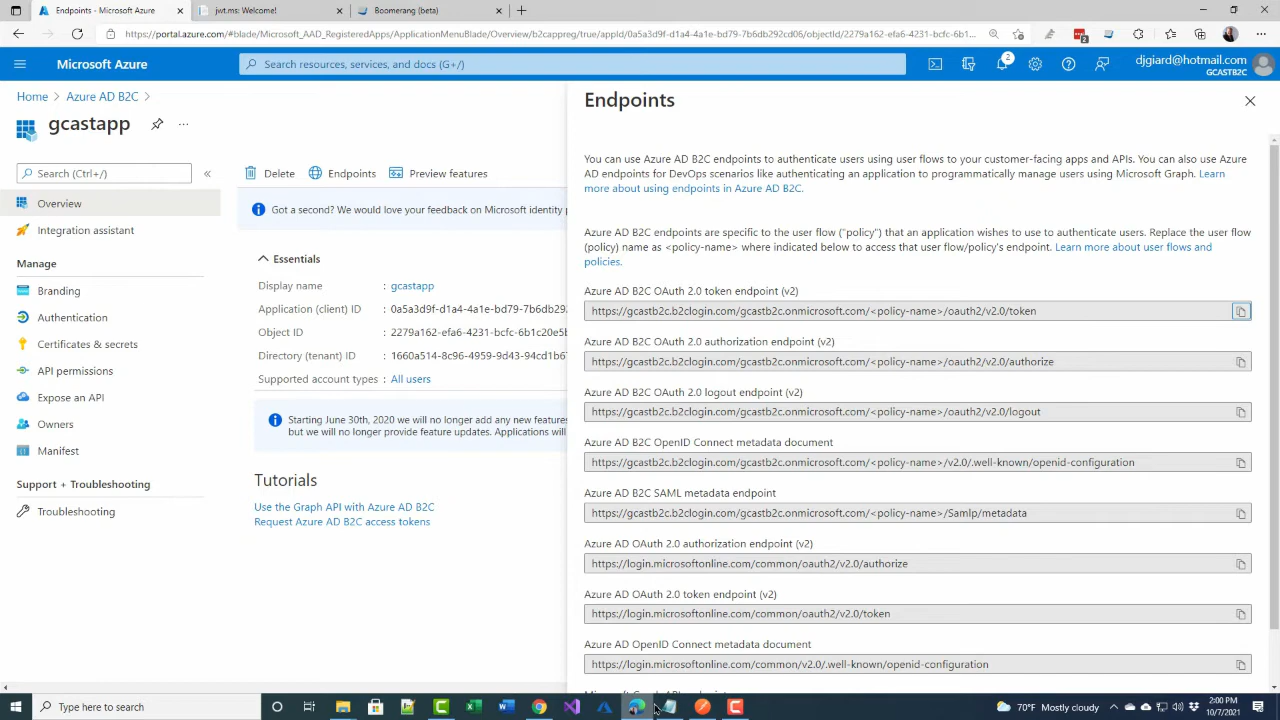 Endpoints - Microsoft Azure
jwt.ms: Welcome!
Boomerang (beta)
https://portal.azure.com/#blade/Microsoft_AAD_RegisteredApps/ApplicationMenuBlade/Overview/b2cappreg/true/appId/0a5a3d9f-d1a4-4a1e-bd79-7b6db292cd06/objectId/2279a162-efa6-4231-bcfc-6b1c...
Microsoft Azure
Search resources, services, and docs (G+/)
2
2
djgiard@hotmail.com
GCASTB2C
Home > Azure AD B2C >
gcastapp
Search (Ctrl+/)
Overview
Integration assistant
Manage
Branding
Authentication
Certificates & secrets
API permissions
Expose an API
Owners
Manifest
Support + Troubleshooting
Troubleshooting
Delete
Endpoints
Preview features
Got a second? We would love your feedback on Microsoft identity p
Essentials
Display name : gcastapp
Application (client) ID : 0a5a3d9f-d1a4-4a1e-bd79-7b6db29
Object ID : 2279a162-efa6-4231-bcfc-6b1c20e5b
Directory (tenant) ID : 1660a514-8c96-4959-9d43-94cd1b6
Supported account types : All users
Starting June 30th, 2020 we will no longer add any new features
but we will no longer provide feature updates. Applications will
Tutorials
Use the Graph API with Azure AD B2C
Request Azure AD B2C access tokens
Endpoints
You can use Azure AD B2C endpoints to authenticate users using user flows to your customer-facing apps and APIs. You can also use Azure
AD endpoints for DevOps scenarios like authenticating an application to programmatically manage users using Microsoft Graph. Learn
more about using endpoints in Azure AD B2C.
Azure AD B2C endpoints are specific to the user flow ("policy") that an application wishes to use to authenticate users. Replace the user flow
(policy) name as <policy-name> where indicated below to access that user flow/policy's endpoint. Learn more about user flows and
policies.
Azure AD B2C OAuth 2.0 token endpoint (v2)
https://gcastb2c.b2clogin.com/gcastb2c.onmicrosoft.com/<policy-name>/oauth2/v2.0/token
Azure AD B2C OAuth 2.0 authorization endpoint (v2)
https://gcastb2c.b2clogin.com/gcastb2c.onmicrosoft.com/<policy-name>/oauth2/v2.0/authorize
Azure AD B2C OAuth 2.0 logout endpoint (v2)
https://gcastb2c.b2clogin.com/gcastb2c.onmicrosoft.com/<policy-name>/oauth2/v2.0/logout
Azure AD B2C OpenID Connect metadata document
https://gcastb2c.b2clogin.com/gcastb2c.onmicrosoft.com/<policy-name>/v2.0/.well-known/openid-configuration
Azure AD B2C SAML metadata endpoint
https://gcastb2c.b2clogin.com/gcastb2c.onmicrosoft.com/<policy-name>/Samlp/metadata
Azure AD OAuth 2.0 authorization endpoint (v2)
https://login.microsoftonline.com/common/oauth2/v2.0/authorize
Azure AD OAuth 2.0 token endpoint (v2)
https://login.microsoftonline.com/common/oauth2/v2.0/token
Azure AD OpenID Connect metadata document
https://login.microsoftonline.com/common/v2.0/.well-known/openid-configuration
Type here to search
70°F Mostly cloudy
2:00 PM
10/7/2021